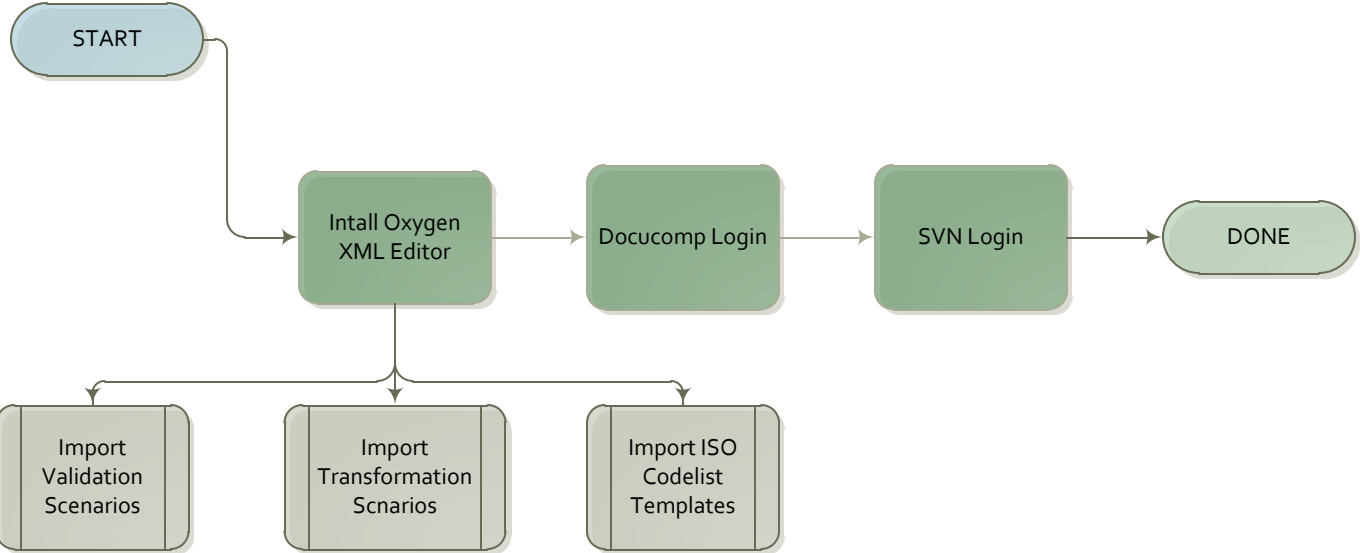 START
Intall Oxygen
XML Editor
Docucomp Login
SVN Login
DONE
Import
Validation
Scenarios
Import
Transformation
Scnarios
Import ISO
Codelist
Templates